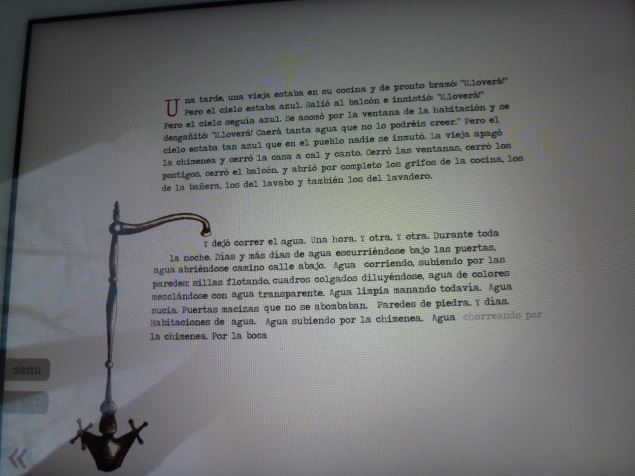 Una tarde, una vieja estaba en su cocina y de pronto bramó: "¡Lloverá!"
Pero el cielo estaba azul. Salió al balcón e insistió: "¡Lloverá!"
Pero el cielo seguía azul. Se asomó por la ventana de la habitación y se
desgañitó: "¡Lloverá! Caerá tanta agua que no lo podréis creer." Pero el
cielo estaba tan azul que en el pueblo nadie se inmutó. La vieja apagó
la chimenea y cerró la casa a cal y canto. Cerró las ventanas, cerró los
postigos, cerró el balcón, y abrió por completo los grifos de la cocina, los
de la bañera, los del lavabo y también los del lavadero.
Y dejó correr el agua. Una hora. Y otra. Y otra. Durante toda
la noche. Días y más días de agua escurriéndose bajo las puertas,
agua abriéndose camino calle abajo. Agua corriendo, subiendo por las
paredes: sillas flotando, cuadros colgados diluyéndose, agua de colores
mezclándose con agua transparente. Agua limpia manando todavía. Agua
sucia. Puertas macizas que no se abombaban. Paredes de piedra. Y días.
Habitaciones de agua. Agua subiendo por la chimenea. Agua chorreando por
la chimenea. Por la boca
menu